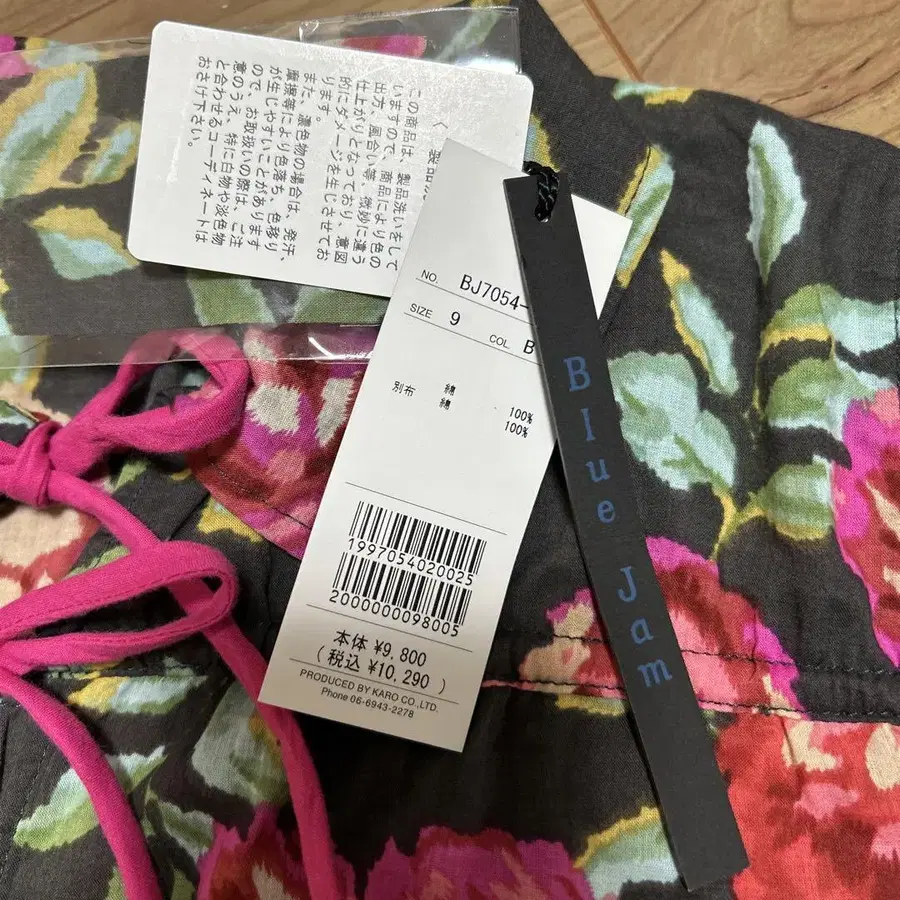 〈製品
この商品は、製品洗いをして
いますので、商品により色の
出方、風合い等、微妙に違う
仕上がりとなっており、意図
的にダメージを生じさせてお
ります。
また、濃色物の場合は、発汗、
摩擦等により色落ち、色移り
が生じやすいことがあります
ので、お取扱いの際は、ご注
意のうえ、特に白物や淡色物
と合わせるコーディネートは
おさけ下さい。
NO. BJ7054-
SIZE 9 COL. B
綿 100%
別布 綿 100%
1997054020025
2000000098005
本体 ¥9,800
(税込 ¥10,290 )
PRODUCED BY KARO CO.,LTD.
Phone 06-6943-2278
Blue Jam